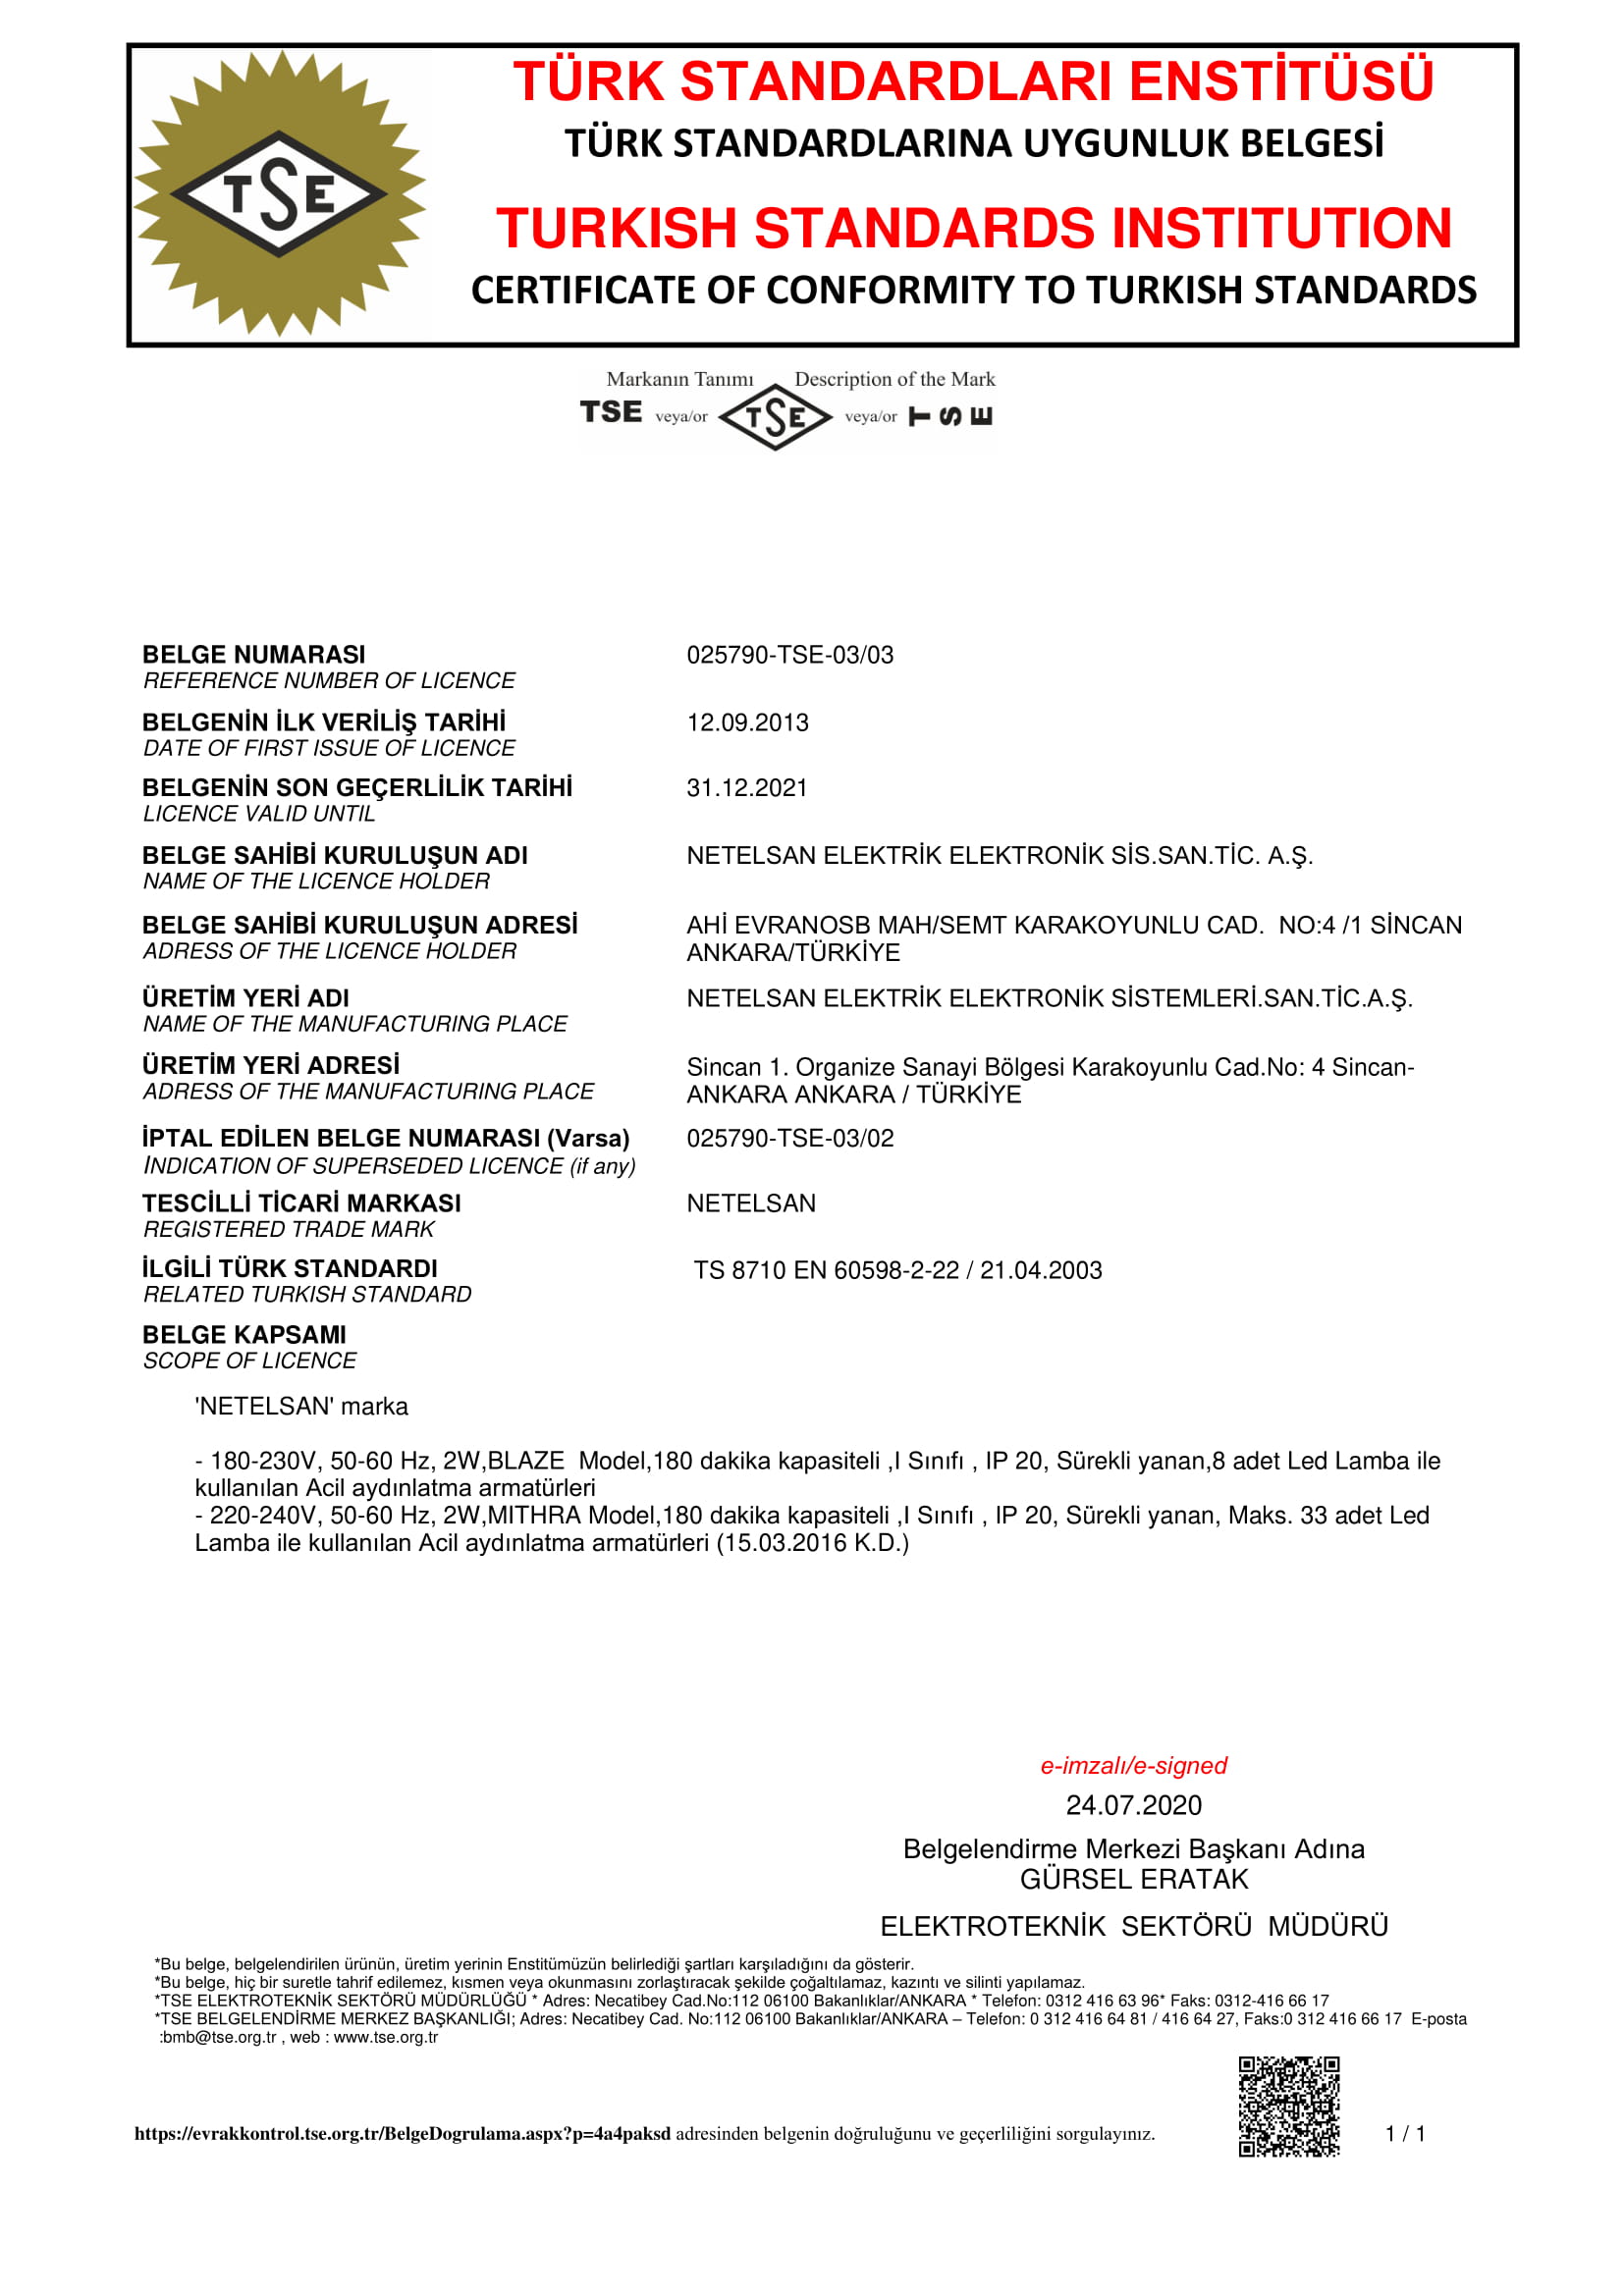 TSE
TÜRK STANDARDLARI ENSTİTÜSÜ
TÜRK STANDARDLARINA UYGUNLUK BELGESİ
TURKISH STANDARDS INSTITUTION
CERTIFICATE OF CONFORMITY TO TURKISH STANDARDS
Markanın Tanımı Description of the Mark
TSE veya/or TSE veya/or TSE
BELGE NUMARASI 025790-TSE-03/03
REFERENCE NUMBER OF LICENCE
BELGENİN İLK VERİLİŞ TARİHİ 12.09.2013
DATE OF FIRST ISSUE OF LICENCE
BELGENİN SON GEÇERLİLİK TARİHİ 31.12.2021
LICENCE VALID UNTIL
BELGE SAHİBİ KURULUŞUN ADI NETELSAN ELEKTRİK ELEKTRONİK SİS.SAN.TİC. A.Ş.
NAME OF THE LICENCE HOLDER
BELGE SAHİBİ KURULUŞUN ADRESİ AHİ EVRANOSB MAH/SEMT KARAKOYUNLU CAD. NO:4 /1 SİNCAN
ADRESS OF THE LICENCE HOLDER ANKARA/TÜRKİYE
ÜRETİM YERİ ADI NETELSAN ELEKTRİK ELEKTRONİK SİSTEMLERİ.SAN.TİC.A.Ş.
NAME OF THE MANUFACTURING PLACE
ÜRETİM YERİ ADRESİ Sincan 1. Organize Sanayi Bölgesi Karakoyunlu Cad.No: 4 Sincan-
ADRESS OF THE MANUFACTURING PLACE ANKARA ANKARA / TÜRKİYE
İPTAL EDİLEN BELGE NUMARASI (Varsa) 025790-TSE-03/02
INDICATION OF SUPERSEDED LICENCE (if any)
TESCİLLİ TİCARİ MARKASI NETELSAN
REGISTERED TRADE MARK
İLGİLİ TÜRK STANDARDI TS 8710 EN 60598-2-22 / 21.04.2003
RELATED TURKISH STANDARD
BELGE KAPSAMI
SCOPE OF LICENCE
'NETELSAN' marka
- 180-230V, 50-60 Hz, 2W,BLAZE Model,180 dakika kapasiteli ,I Sınıfı , IP 20, Sürekli yanan,8 adet Led Lamba ile
kullanılan Acil aydınlatma armatürleri
- 220-240V, 50-60 Hz, 2W,MITHRA Model,180 dakika kapasiteli ,I Sınıfı , IP 20, Sürekli yanan, Maks. 33 adet Led
Lamba ile kullanılan Acil aydınlatma armatürleri (15.03.2016 K.D.)
e-imzalı/e-signed
24.07.2020
Belgelendirme Merkezi Başkanı Adına
GÜRSEL ERATAK
ELEKTROTEKNİK SEKTÖRÜ MÜDÜRÜ
*Bu belge, belgelendirilen ürünün, üretim yerinin Enstitümüzün belirlediği şartları karşıladığını da gösterir.
*Bu belge, hiç bir suretle tahrif edilemez, kısmen veya okunmasını zorlaştıracak şekilde çoğaltılamaz, kazıntı ve silinti yapılamaz.
*TSE ELEKTROTEKNİK SEKTÖRÜ MÜDÜRLÜĞÜ * Adres: Necatibey Cad.No:112 06100 Bakanlıklar/ANKARA * Telefon: 0312 416 63 96* Faks: 0312-416 66 17
*TSE BELGELENDİRME MERKEZ BAŞKANLIĞI; Adres: Necatibey Cad. No:112 06100 Bakanlıklar/ANKARA – Telefon: 0 312 416 64 81 / 416 64 27, Faks:0 312 416 66 17 E-posta
:bmb@tse.org.tr , web : www.tse.org.tr
https://evrakkontrol.tse.org.tr/BelgeDogrulama.aspx?p=4a4paksd adresinden belgenin doğruluğunu ve geçerliliğini sorgulayınız. 1 / 1